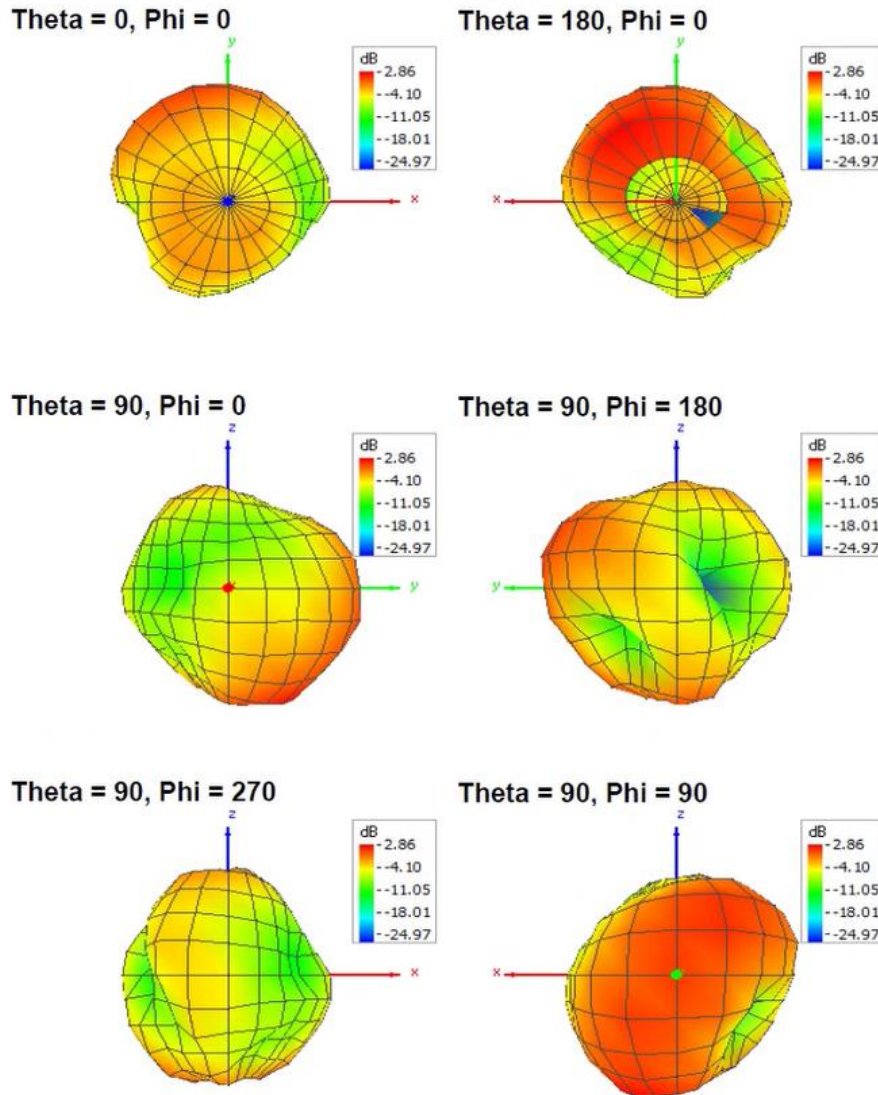 Theta = 0, Phi = 0
y
dB
2.86
-4.10
-11.05
-18.01
-24.97
x
Theta = 180, Phi = 0
y
dB
2.86
-4.10
-11.05
-18.01
-24.97
x
Theta = 90, Phi = 0
z
dB
2.86
-4.10
-11.05
-18.01
-24.97
y
Theta = 90, Phi = 180
z
dB
2.86
-4.10
-11.05
-18.01
-24.97
y
Theta = 90, Phi = 270
z
dB
2.86
-4.10
-11.05
-18.01
-24.97
x
Theta = 90, Phi = 90
z
dB
2.86
-4.10
-11.05
-18.01
-24.97
x